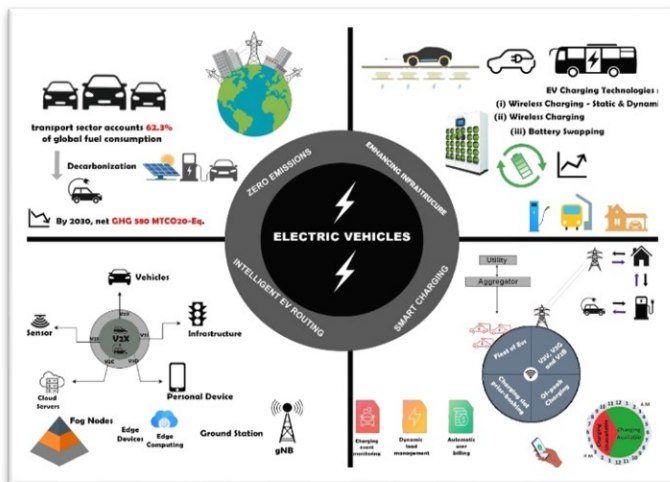 transport sector accounts 62.3%
of global fuel consumption
Decarbonization
By 2030, net GHG 580 MTCO20-Eq.
EV Charging Technologies :
(i) Wireless Charging - Static & Dynami
(ii) Wireless Charging
(iii) Battery Swapping
ZERO EMISSIONS
ENHANCING INFRASTRUCURE
ELECTRIC VEHICLES
INTELLIGENT EV ROUTING
SMART CHARGING
Vehicles
Sensor
V2X
Infrastructure
Cloud
Servers
Personal Device
Fog Nodes
Edge
Devices
Edge
Computing
Ground Station
gNB
Utility
Aggregator
Fleet of Evs
V2V, V2G
and V2B
Charging slot
prior-booking
Of-peak
Charging
Charging
event
monitoring
Dynamic
load
management
Automatic
user
billing
Charging
Available
A M